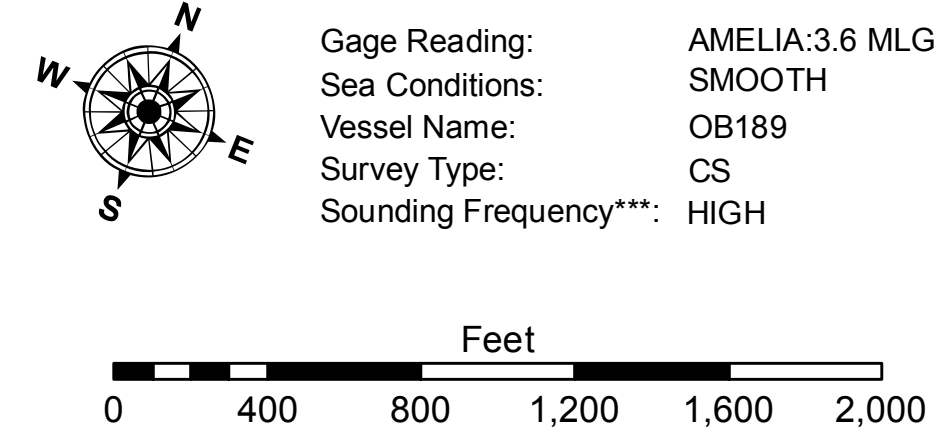 N
W
E
S
Gage Reading: AMELIA:3.6 MLG
Sea Conditions: SMOOTH
Vessel Name: OB189
Survey Type: CS
Sounding Frequency***: HIGH
Feet
0 400 800 1,200 1,600 2,000